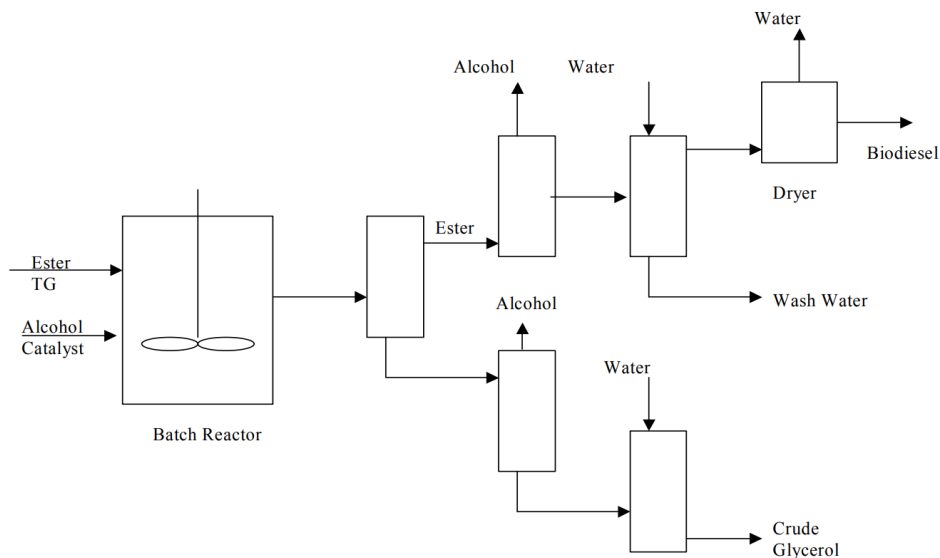 Water
Alcohol
Water
Biodiesel
Dryer
Ester
Ester
TG
Wash Water
Alcohol
Alcohol
Catalyst
Water
Batch Reactor
Crude
Glycerol